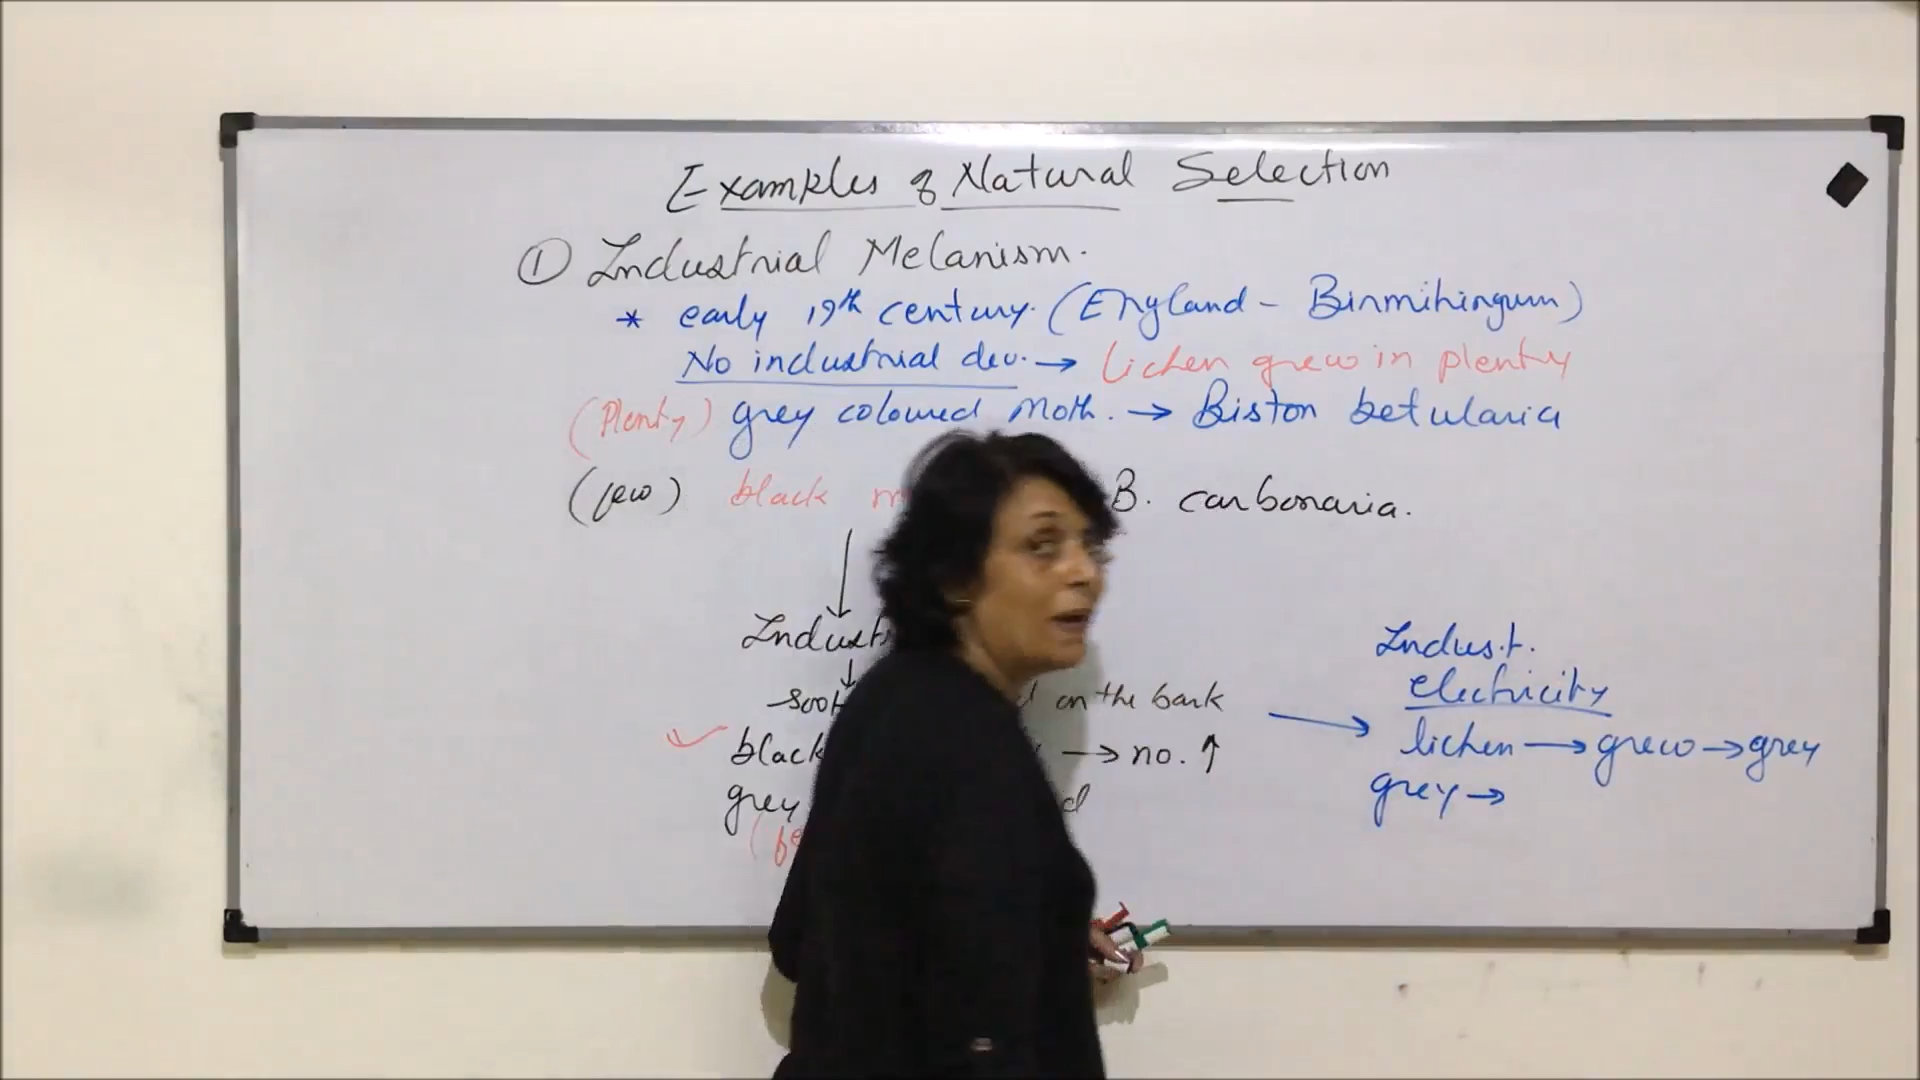 Examples of Natural Selection
① Industrial Melanism.
* early 19th century. (England - Birmihingum)
No industrial dev. → lichen grew in plenty
(Plenty) grey coloured moth. → Biston betularia
(few) black m B. carbonaria.
↓
Indust
↓
soot on the bark
✓ black → no. ↑
grey
→ Indust.
electricity
lichen → grew → grey
grey →